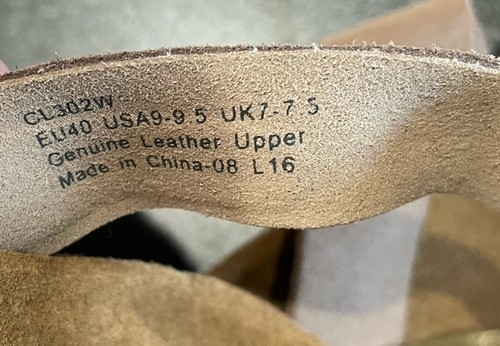 CL302W
EU40 USA9-9 5 UK7-7 5
Genuine Leather Upper
Made in China-08 L16